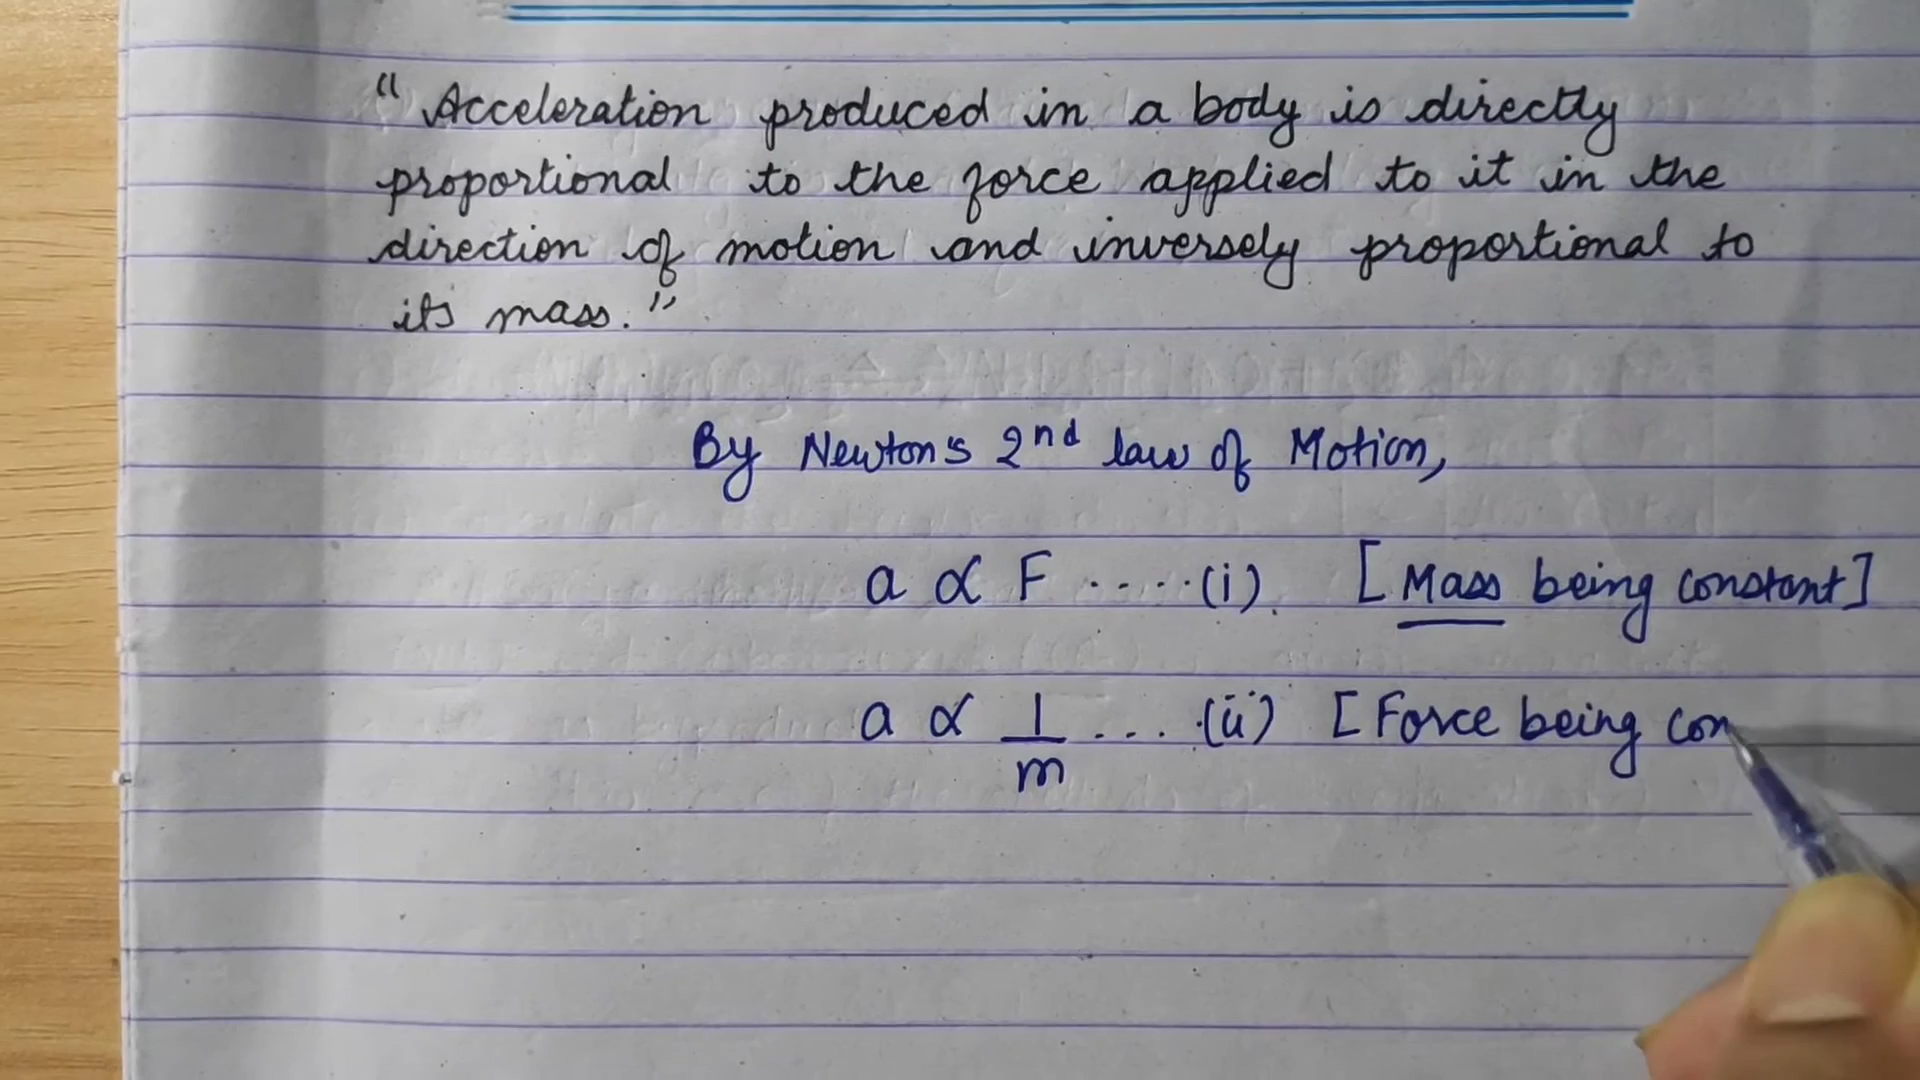 “Acceleration produced in a body is directly
proportional to the force applied to it in the
direction of motion and inversely proportional to
its mass.”
By Newton's 2nd law of Motion,
a ∝ F .....(i). [Mass being constant]
a ∝ 1/m ... .(ii) [Force being con